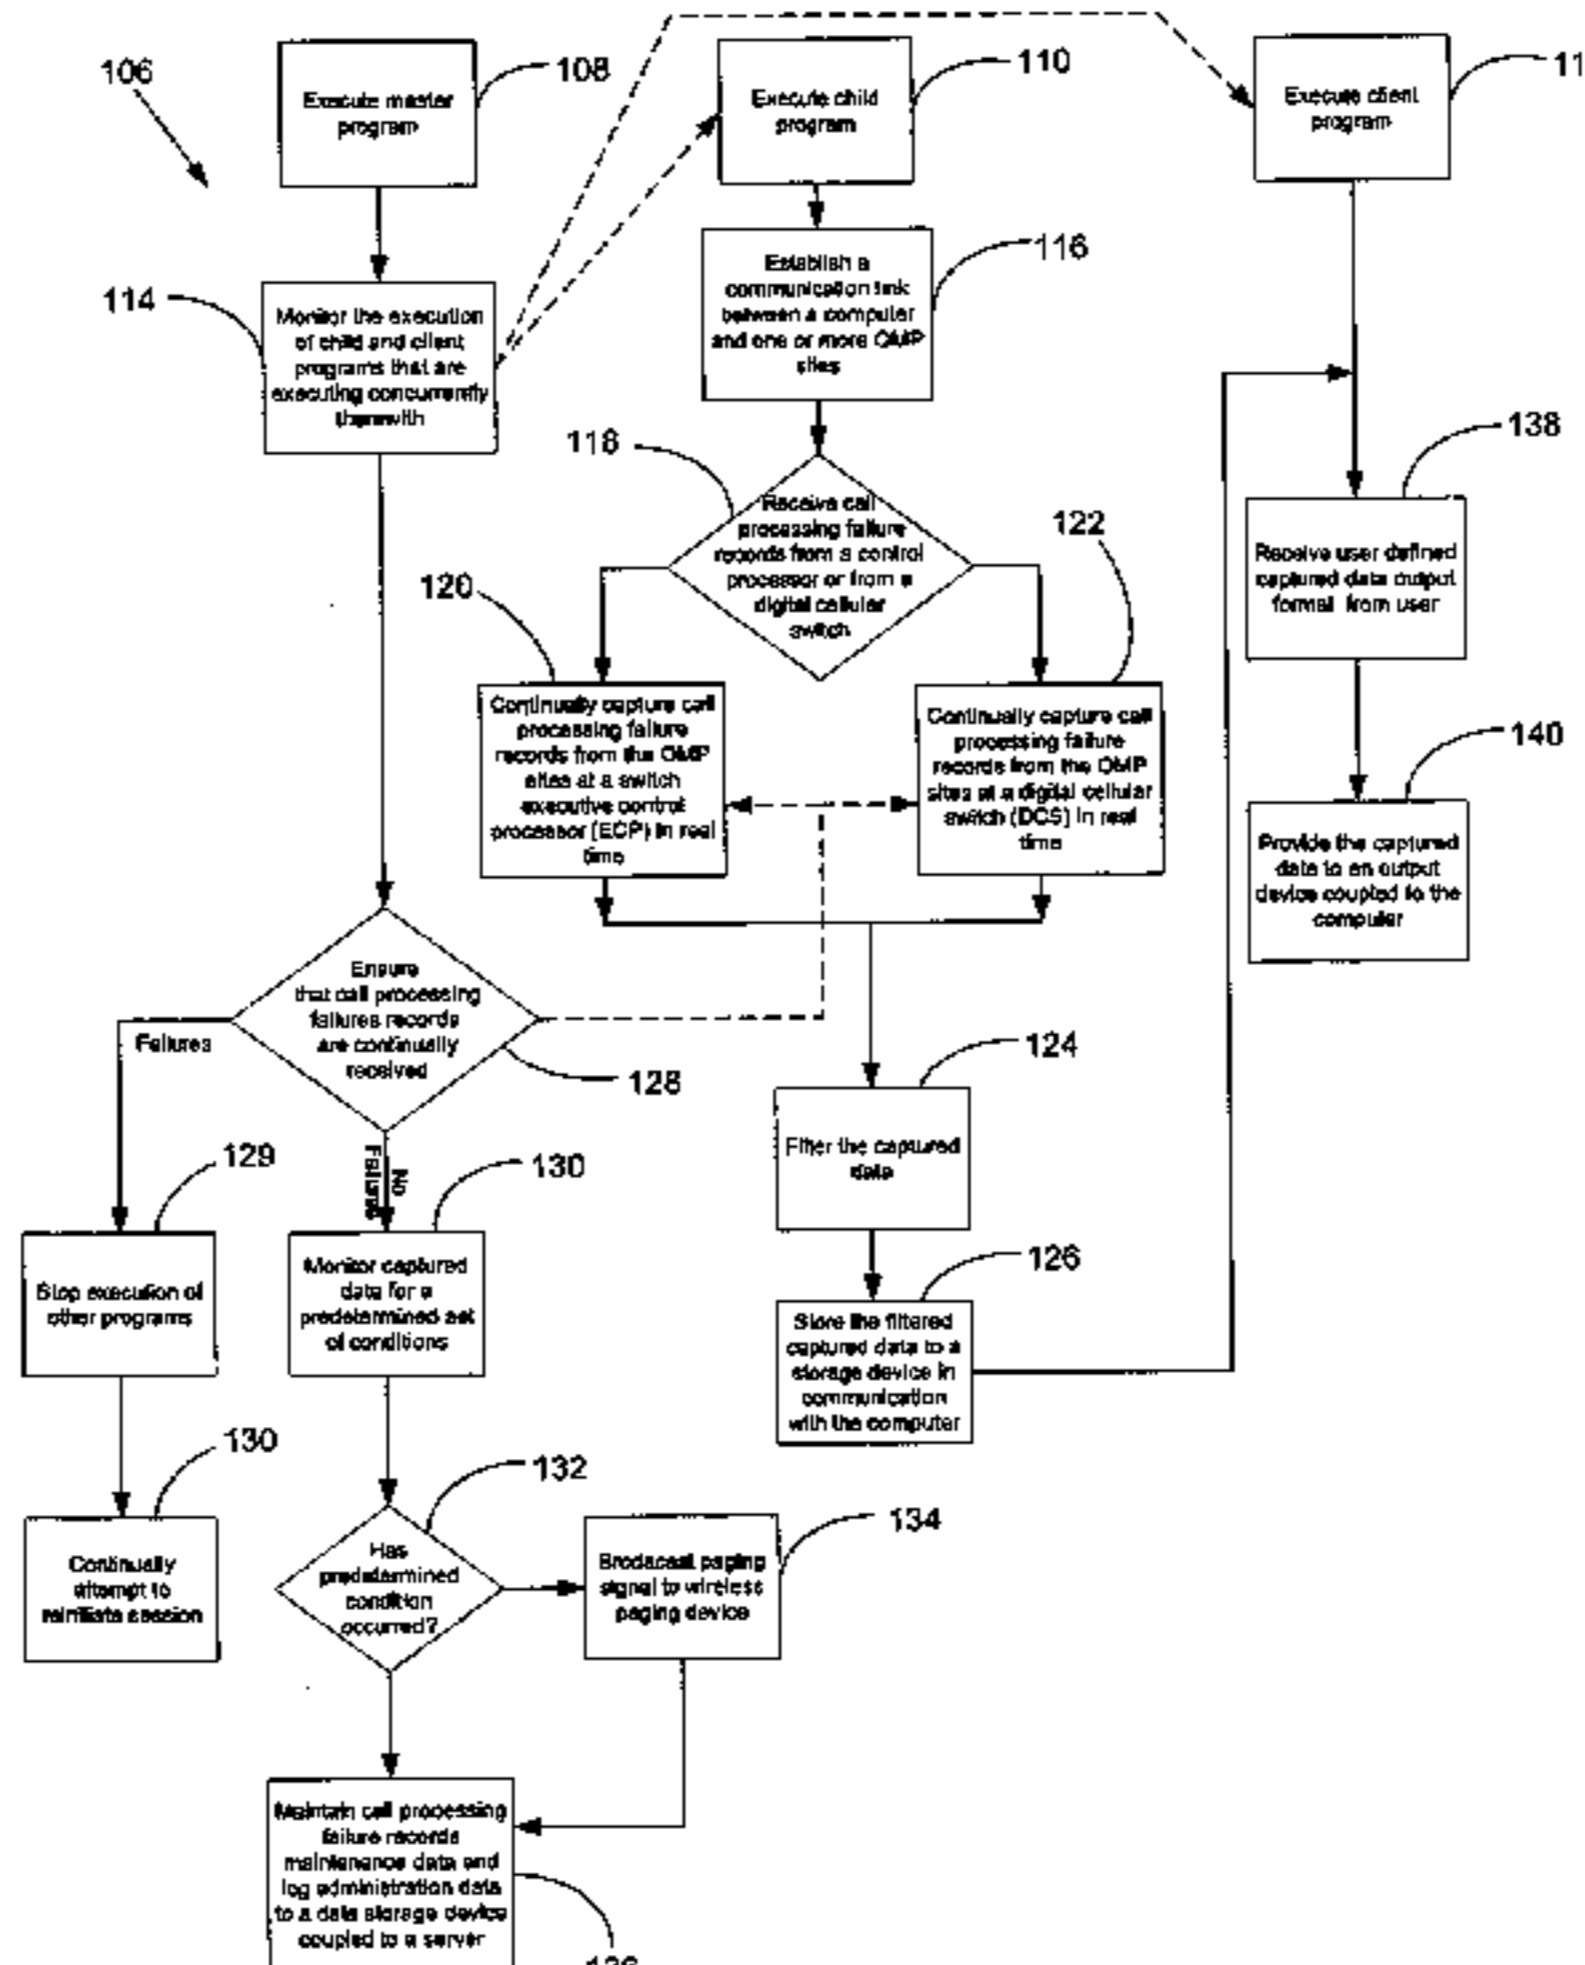 106
Execute master
program
108
Execute child
program
110
Execute client
program
11
114
Monitor the execution
of child and client
programs that are
executing concurrently
therewith
Establish a
communication link
between a computer
and one or more OMP
sites
116
118
Receive call
processing failure
records from a control
processor or from a
digital cellular
switch
120
122
Continually capture call
processing failure
records from the OMP
sites at a switch
executive control
processor (ECP) in real
time
Continually capture call
processing failure
records from the OMP
sites at a digital cellular
switch (DCS) in real
time
138
Receive user defined
captured data output
format from user
140
Provide the captured
data to an output
device coupled to the
computer
Ensure
that call processing
failures records
are continually
received
128
Failures
No
Failures
124
Filter the captured
data
126
Store the filtered
captured data to a
storage device in
communication
with the computer
129
Stop execution of
other programs
130
Monitor captured
data for a
predetermined set
of conditions
130
Continually
attempt to
reinitiate session
132
Has
predetermined
condition
occurred?
134
Brodacast paging
signal to wireless
paging device
Maintain call processing
failure records
maintenance data and
log administration data
to a data storage device
coupled to a server
136